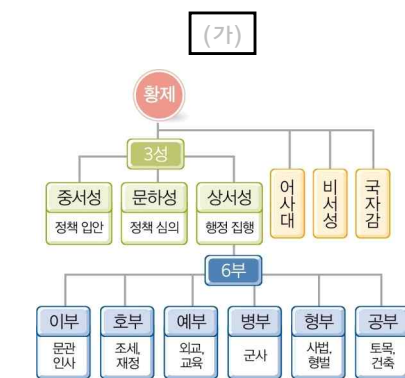 (가)
황제
3성
중서성 문하성 상서성
정책 입안 정책 심의 행정 집행
어사대
비서성
국자감
6부
이부 호부 예부 병부 형부 공부
문관 인사
조세, 재정
외교, 교육
군사
사법, 형벌
토목, 건축